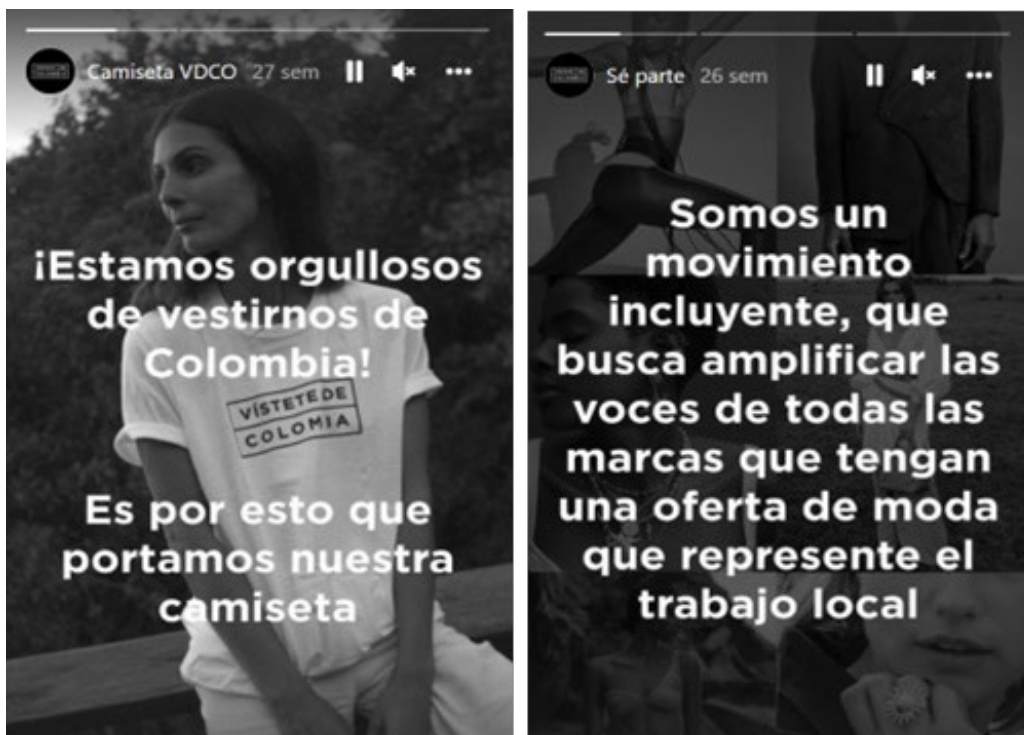 Camiseta VDCO 27 sem
¡Estamos orgullosos
de vestirnos de
Colombia!
VÍSTETE DE
COLOMIA
Es por esto que
portamos nuestra
camiseta
Sé parte 26 sem
Somos un
movimiento
incluyente, que
busca amplificar las
voces de todas las
marcas que tengan
una oferta de moda
que represente el
trabajo local